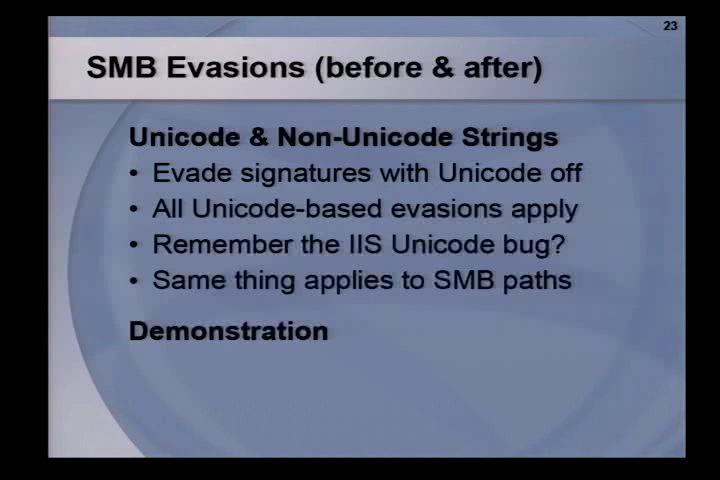 23
SMB Evasions (before & after)
Unicode & Non-Unicode Strings
• Evade signatures with Unicode off
• All Unicode-based evasions apply
• Remember the IIS Unicode bug?
• Same thing applies to SMB paths
Demonstration